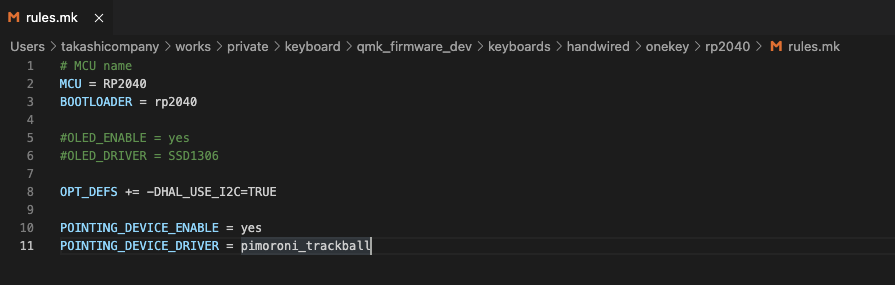 rules.mk
Users > takashicompany > works > private > keyboard > qmk_firmware_dev > keyboards > handwired > onekey > rp2040 > rules.mk
1 # MCU name
2 MCU = RP2040
3 BOOTLOADER = rp2040
4
5 #OLED_ENABLE = yes
6 #OLED_DRIVER = SSD1306
7
8 OPT_DEFS += -DHAL_USE_I2C=TRUE
9
10 POINTING_DEVICE_ENABLE = yes
11 POINTING_DEVICE_DRIVER = pimoroni_trackball